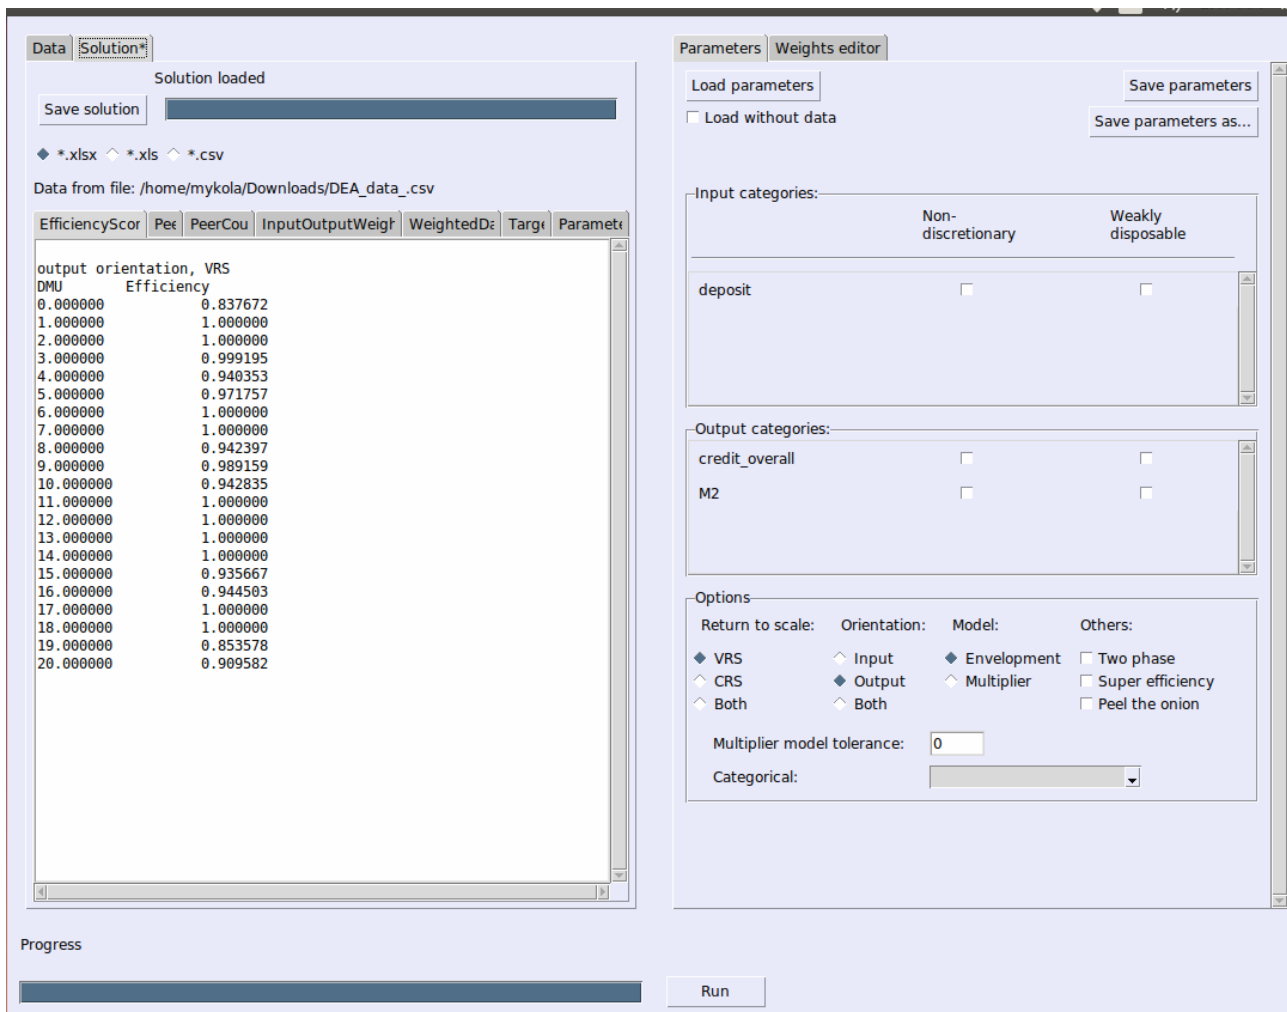 Data Solution*
Solution loaded
Save solution
*.xlsx *.xls *.csv
Data from file: /home/mykola/Downloads/DEA_data_.csv
EfficiencyScor Pee PeerCou InputOutputWeigh WeightedDa Targe Paramete
output orientation, VRS
DMU Efficiency
0.000000 0.837672
1.000000 1.000000
2.000000 1.000000
3.000000 0.999195
4.000000 0.940353
5.000000 0.971757
6.000000 1.000000
7.000000 1.000000
8.000000 0.942397
9.000000 0.989159
10.000000 0.942835
11.000000 1.000000
12.000000 1.000000
13.000000 1.000000
14.000000 1.000000
15.000000 0.935667
16.000000 0.944503
17.000000 1.000000
18.000000 1.000000
19.000000 0.853578
20.000000 0.909582
Progress
Parameters Weights editor
Load parameters Save parameters
Load without data Save parameters as...
Input categories:
Non-
discretionary
Weakly
disposable
deposit
Output categories:
credit_overall
M2
Options
Return to scale: Orientation: Model: Others:
VRS Input Envelopment Two phase
CRS Output Multiplier Super efficiency
Both Both Peel the onion
Multiplier model tolerance: 0
Categorical:
Run